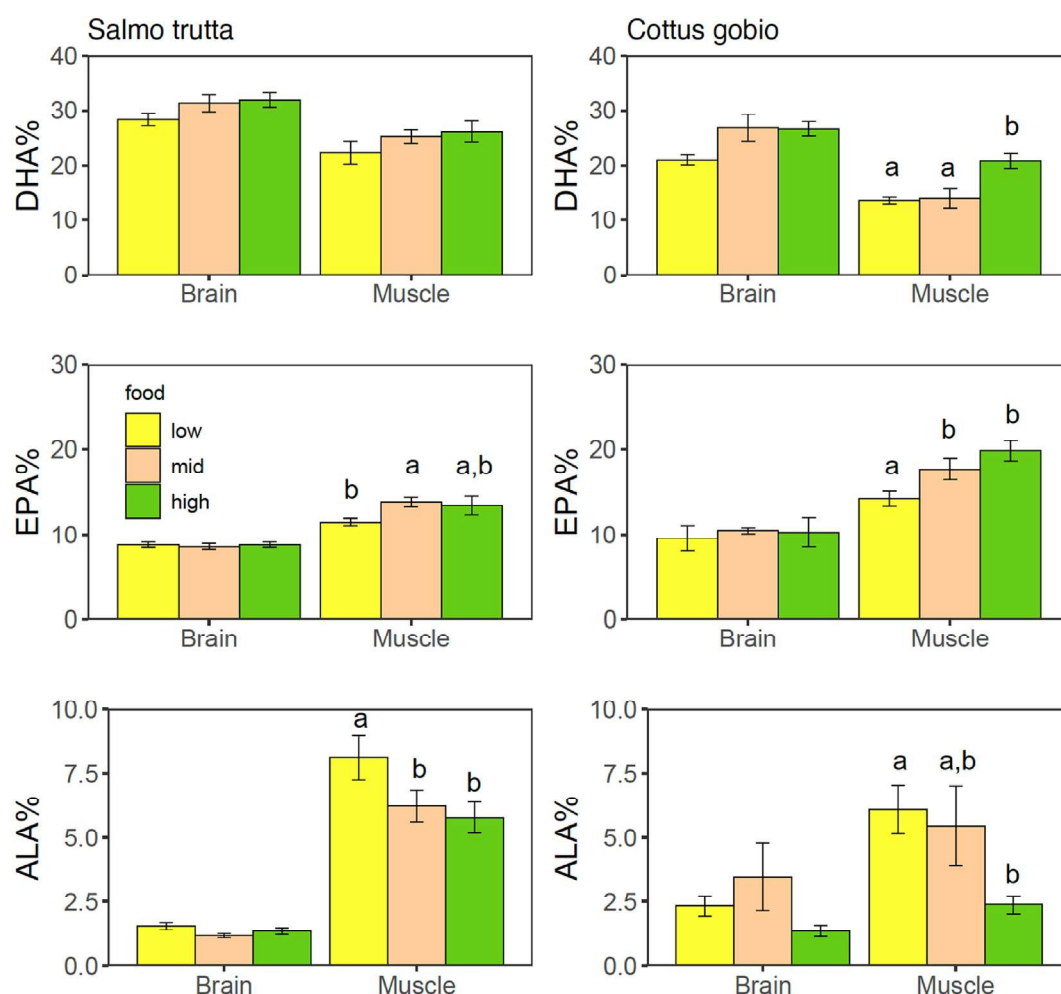 Salmo trutta
DHA%
40
30
20
10
0
Brain Muscle
Cottus gobio
DHA%
40
30
20
10
0
a a b
Brain Muscle
EPA%
30
20
10
0
food
low
mid
high
b a a,b
Brain Muscle
EPA%
30
20
10
0
a b b
Brain Muscle
ALA%
10.0
7.5
5.0
2.5
0.0
a b b
Brain Muscle
ALA%
10.0
7.5
5.0
2.5
0.0
a a,b b
Brain Muscle